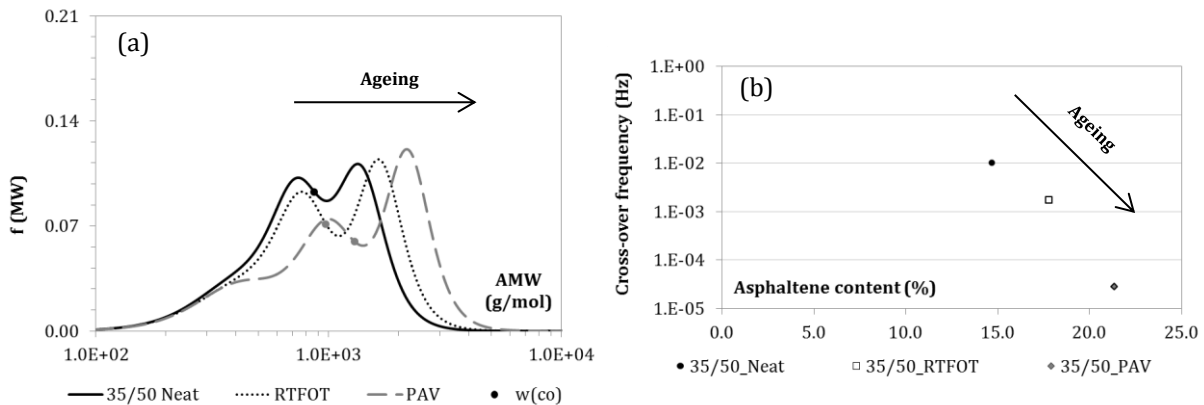 (a)
0.21
0.14
0.07
0.00
f (MW)
Ageing
AMW
(g/mol)
1.0E+02
1.0E+03
1.0E+04
35/50 Neat
RTFOT
PAV
w(co)
(b)
1.E+00
1.E-01
1.E-02
1.E-03
1.E-04
1.E-05
Cross-over frequency (Hz)
Ageing
Asphaltene content (%)
0.0
5.0
10.0
15.0
20.0
25.0
35/50_Neat
35/50_RTFOT
35/50_PAV